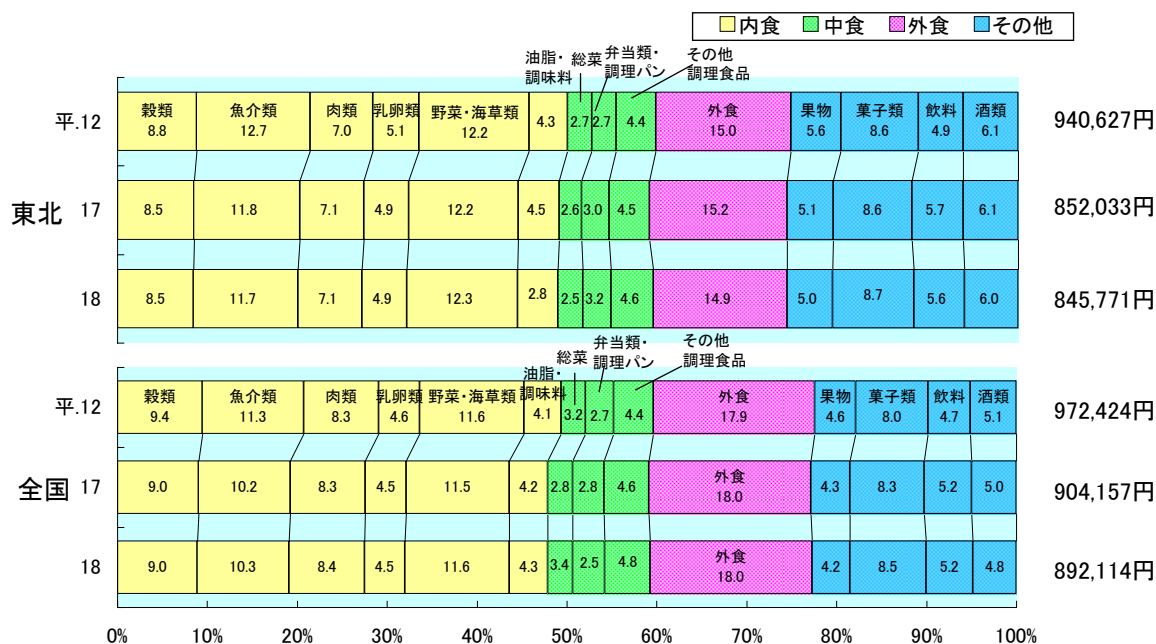 内食 中食 外食 その他
油脂・調味料 総菜 弁当類・調理パン その他調理食品
東北
平.12 穀類 魚介類 肉類 乳卵類 野菜・海草類 外食 果物 菓子類 飲料 酒類
8.8 12.7 7.0 5.1 12.2 4.3 2.7 2.7 4.4 15.0 5.6 8.6 4.9 6.1 940,627円
17 8.5 11.8 7.1 4.9 12.2 4.5 2.6 3.0 4.5 15.2 5.1 8.6 5.7 6.1 852,033円
18 8.5 11.7 7.1 4.9 12.3 2.8 2.5 3.2 4.6 14.9 5.0 8.7 5.6 6.0 845,771円
油脂・調味料 総菜 弁当類・調理パン その他調理食品
全国
平.12 穀類 魚介類 肉類 乳卵類 野菜・海草類 外食 果物 菓子類 飲料 酒類
9.4 11.3 8.3 4.6 11.6 4.1 3.2 2.7 4.4 17.9 4.6 8.0 4.7 5.1 972,424円
外食
17 9.0 10.2 8.3 4.5 11.5 4.2 2.8 2.8 4.6 18.0 4.3 8.3 5.2 5.0 904,157円
外食
18 9.0 10.3 8.4 4.5 11.6 4.3 3.4 2.5 4.8 18.0 4.2 8.5 5.2 4.8 892,114円
0% 10% 20% 30% 40% 50% 60% 70% 80% 90% 100%